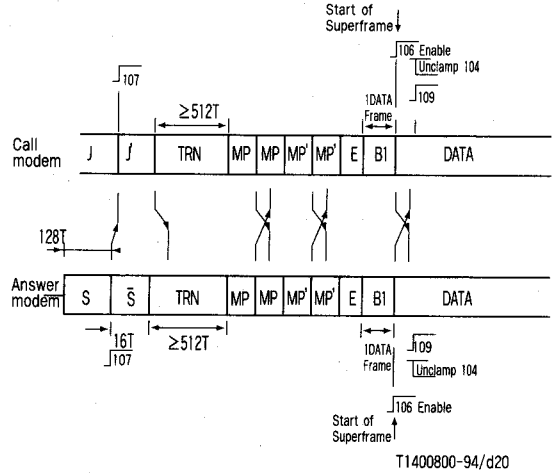 Start of
Superframe
106 Enable
Unclamp 104
107
109
1DATA
Frame
≥512T
Call
modem
J J' TRN MP MP MP' MP' E B1 DATA
128T
Answer
modem
S S̄ TRN MP MP MP' MP' E B1 DATA
16T
107
≥512T
1DATA
Frame
109
Unclamp 104
106 Enable
Start of
Superframe
T1400800-94/d20